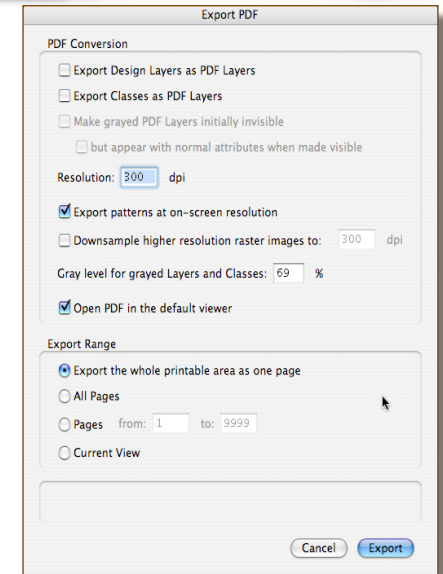 Export PDF
PDF Conversion
Export Design Layers as PDF Layers
Export Classes as PDF Layers
Make grayed PDF Layers initially invisible
but appear with normal attributes when made visible
Resolution: 300 dpi
Export patterns at on-screen resolution
Downsample higher resolution raster images to: 300 dpi
Gray level for grayed Layers and Classes: 69 %
Open PDF in the default viewer
Export Range
Export the whole printable area as one page
All Pages
Pages from: 1 to: 9999
Current View
Cancel Export